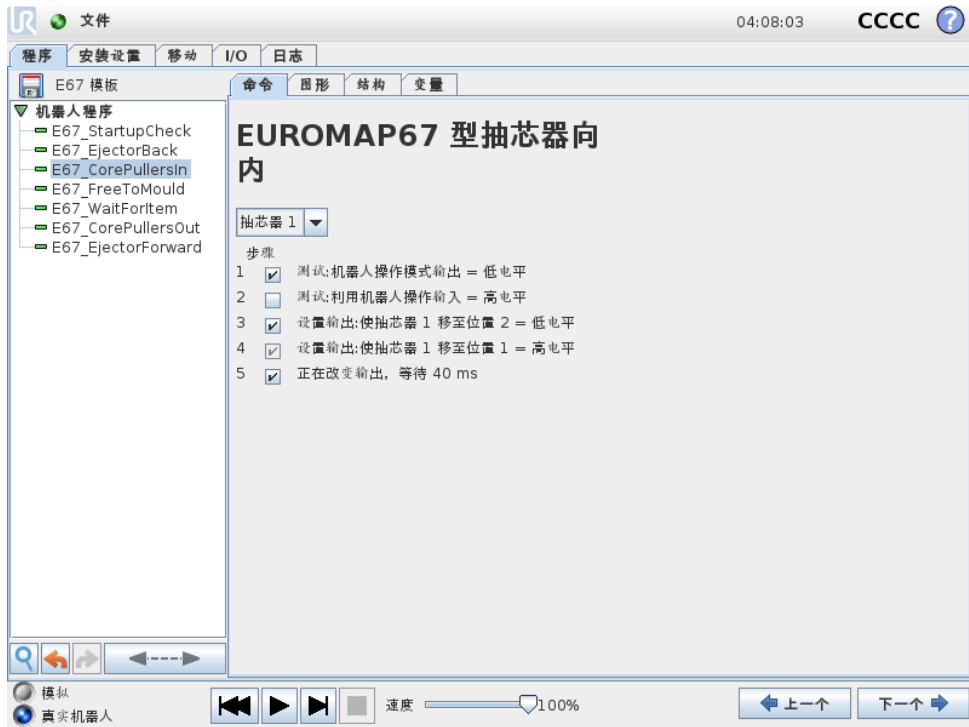 UR 文件 04:08:03 CCCC ?
程序 安装设置 移动 I/O 日志
E67 模板
命令 图形 结构 变量
机器人程序
E67_StartupCheck
E67_EjectorBack
E67_CorePullersIn
E67_FreeToMould
E67_WaitForItem
E67_CorePullersOut
E67_EjectorForward
EUROMAP67 型抽芯器向
内
抽芯器 1
步骤
1 测试:机器人操作模式输出 = 低电平
2 测试:利用机器人操作输入 = 高电平
3 设置输出:使抽芯器 1 移至位置 2 = 低电平
4 设置输出:使抽芯器 1 移至位置 1 = 高电平
5 正在改变输出，等待 40 ms
模拟
真实机器人
速度 100%
上一个 下一个